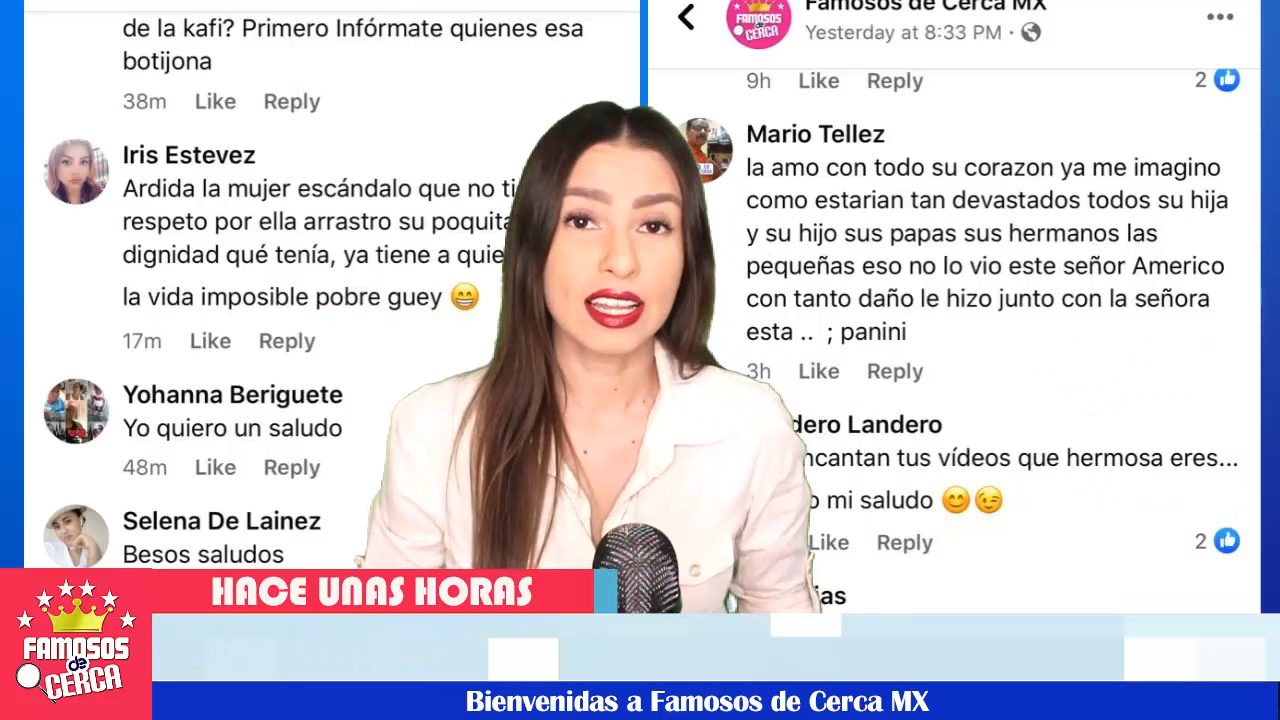 de la kafi? Primero Infórmate quienes esa
botijona
38m Like Reply
Iris Estevez
Ardida la mujer escándalo que no
respeto por ella arrastro su poquita
dignidad qué tenía, ya tiene a
la vida imposible pobre guey 😁
17m Like Reply
Yohanna Beriguete
Yo quiero un saludo
48m Like Reply
Selena De Lainez
Besos saludos
Famosos de Cerca MX
Yesterday at 8:33 PM ·
FAMOSOS
de
CERCA
9h Like Reply 2
Mario Tellez
la amo con todo su corazon ya me imagino
como estarian tan devastados todos su hija
y su hijo sus papas sus hermanos las
pequeñas eso no lo vio este señor Americo
con tanto daño le hizo junto con la señora
esta .. ; panini
3h Like Reply
Landero
tus vídeos que hermosa eres...
mi saludo 😊😉
Like Reply 2
HACE UNAS HORAS
FAMOSOS
de
CERCA
Bienvenidas a Famosos de Cerca MX